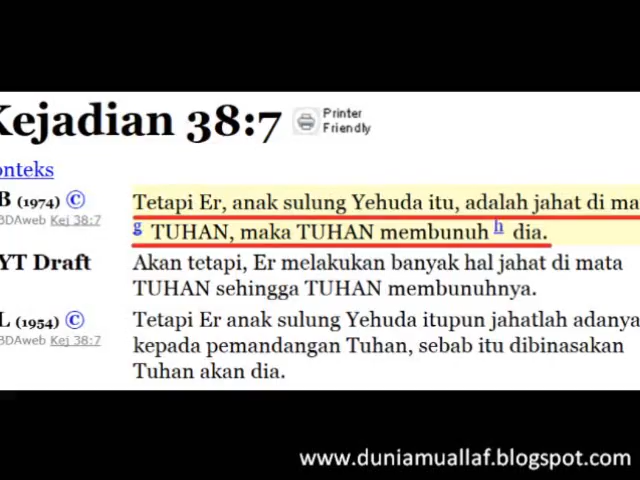 Kejadian 38:7
Printer
Friendly
onteks
B (1974) ©
BDAweb Kej 38:7
Tetapi Er, anak sulung Yehuda itu, adalah jahat di ma
g TUHAN, maka TUHAN membunuh h dia.
YT Draft
Akan tetapi, Er melakukan banyak hal jahat di mata
TUHAN sehingga TUHAN membunuhnya.
L (1954) ©
BDAweb Kej 38:7
Tetapi Er anak sulung Yehuda itupun jahatlah adanya
kepada pemandangan Tuhan, sebab itu dibinasakan
Tuhan akan dia.
www.duniamuallaf.blogspot.com